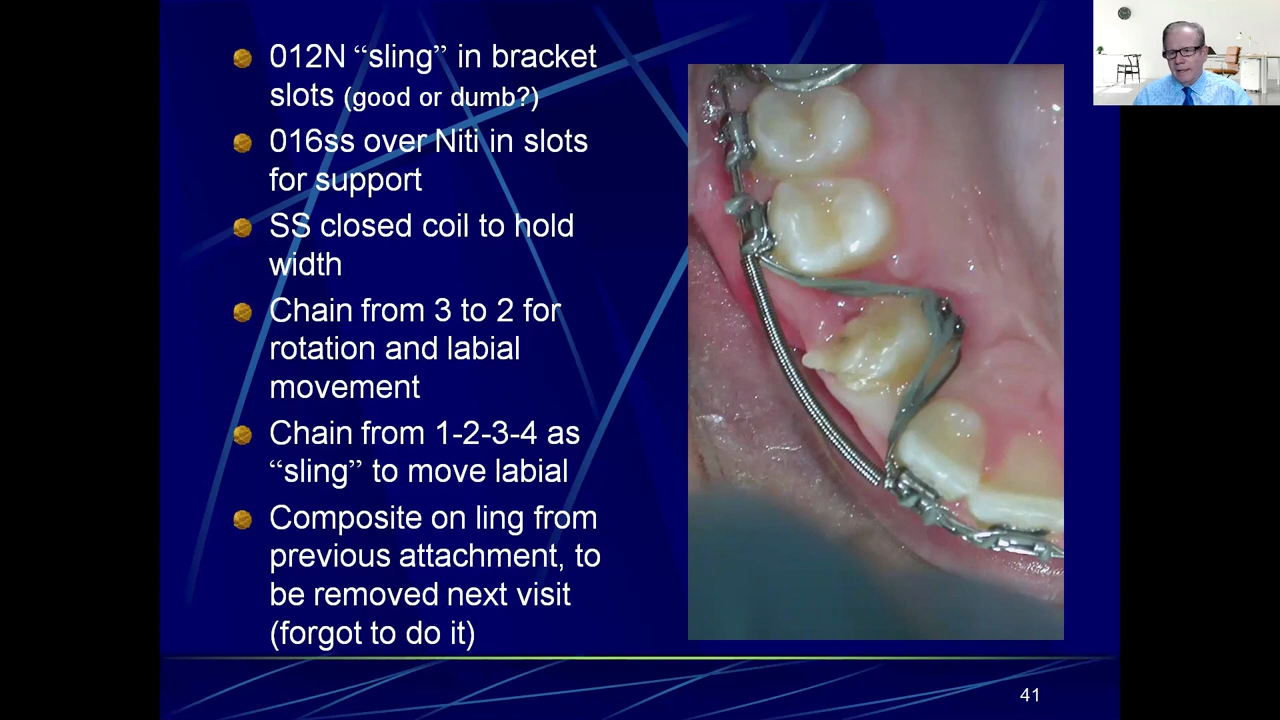 012N “sling” in bracket
slots (good or dumb?)
016ss over Niti in slots
for support
SS closed coil to hold
width
Chain from 3 to 2 for
rotation and labial
movement
Chain from 1-2-3-4 as
“sling” to move labial
Composite on ling from
previous attachment, to
be removed next visit
(forgot to do it)
41